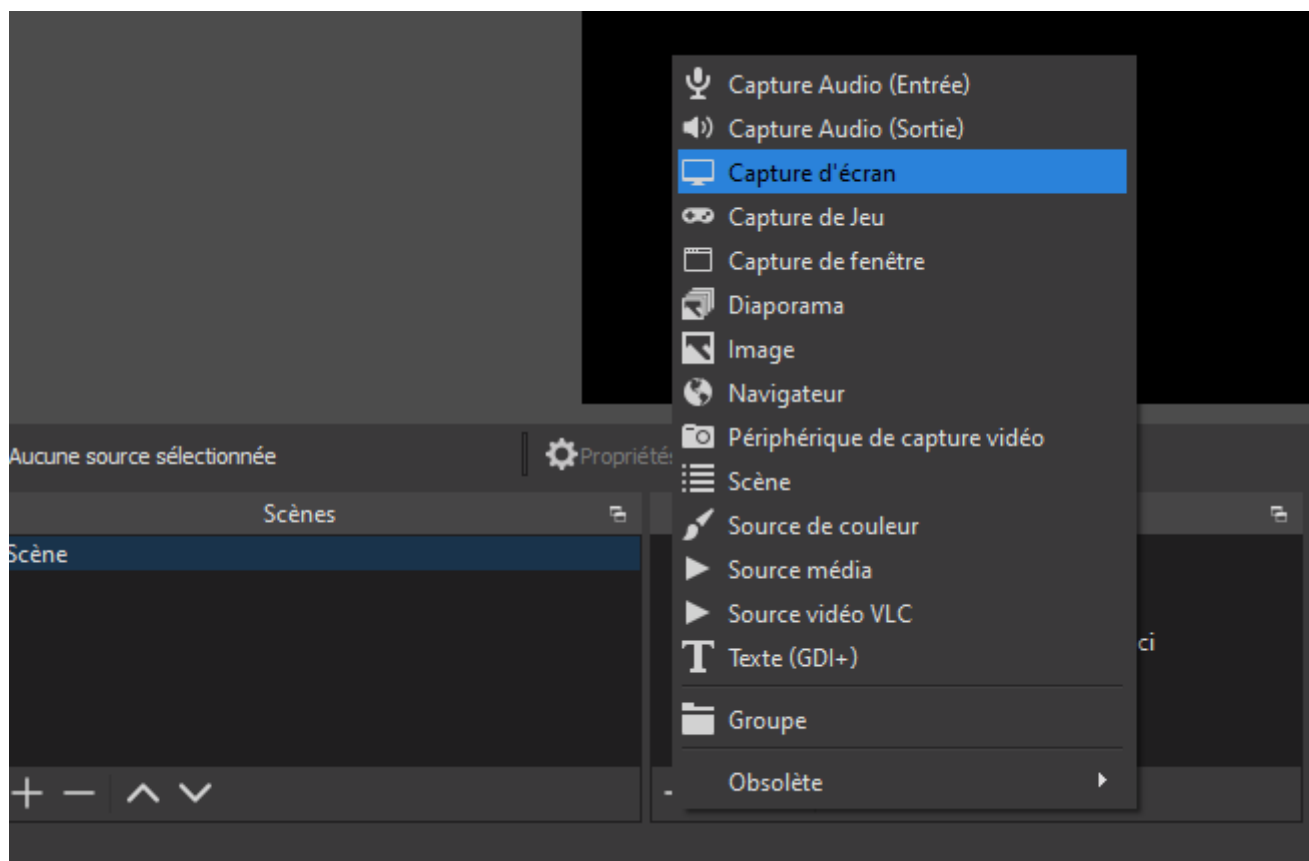 Capture Audio (Entrée)
Capture Audio (Sortie)
Capture d'écran
Capture de Jeu
Capture de fenêtre
Diaporama
Image
Navigateur
Périphérique de capture vidéo
Scène
Source de couleur
Source média
Source vidéo VLC
Texte (GDI+)
Groupe
Obsolète
Aucune source sélectionnée
Propriétés
Scènes
Scène
ci